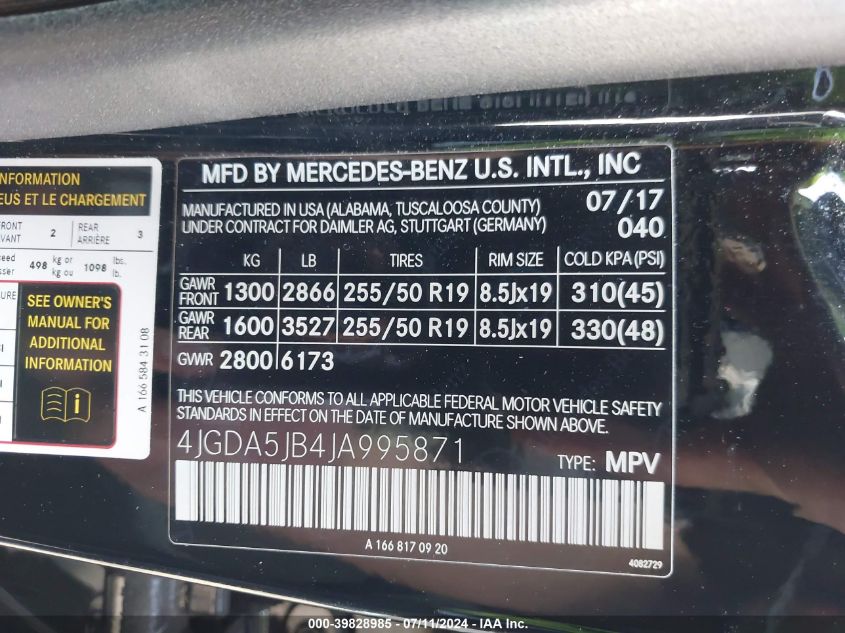 NFORMATION
EUS ET LE CHARGEMENT
FRONT
AVANT 2 REAR
ARRIÈRE 3
498 kg or
kg ou 1098 lbs.
lb.
SEE OWNER'S
MANUAL FOR
ADDITIONAL
INFORMATION
A 166 584 31 08
MFD BY MERCEDES-BENZ U.S. INTL., INC
MANUFACTURED IN USA (ALABAMA, TUSCALOOSA COUNTY) 07/17
UNDER CONTRACT FOR DAIMLER AG, STUTTGART (GERMANY) 040
KG LB TIRES RIM SIZE COLD KPA (PSI)
GAWR FRONT 1300 2866 255/50 R19 8.5Jx19 310(45)
GAWR REAR 1600 3527 255/50 R19 8.5Jx19 330(48)
GVWR 2800 6173
THIS VEHICLE CONFORMS TO ALL APPLICABLE FEDERAL MOTOR VEHICLE SAFETY
STANDARDS IN EFFECT ON THE DATE OF MANUFACTURE SHOWN ABOVE.
4JGDA5JB4JA995871 TYPE: MPV
A 166 817 09 20
4082729
000-39828985 - 07/11/2024 - IAA Inc.